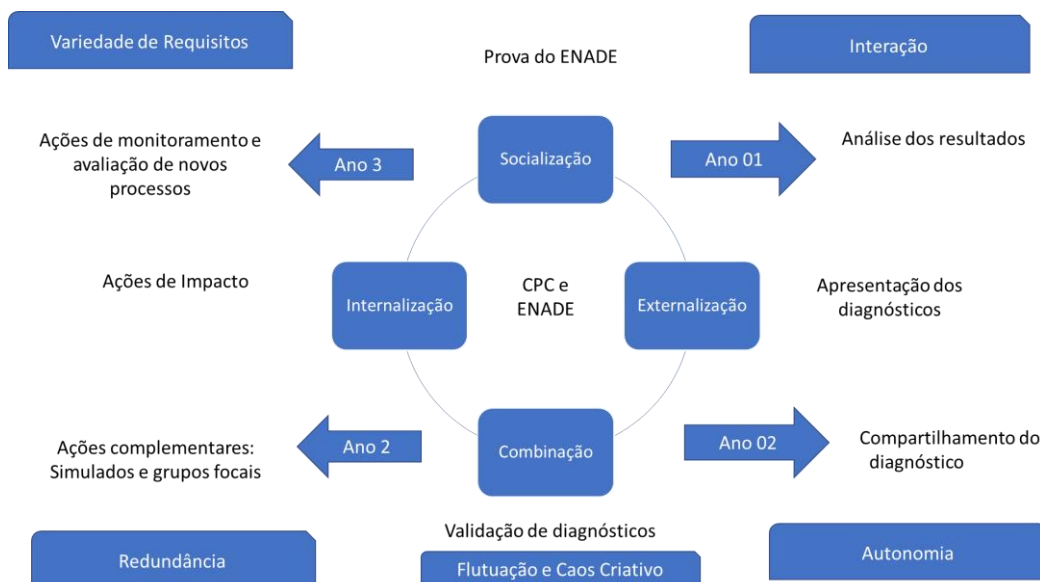 Variedade de Requisitos
Prova do ENADE
Interação
Ações de monitoramento e
avaliação de novos
processos
Ano 3
Socialização
Ano 01
Análise dos resultados
Ações de Impacto
Internalização
CPC e
ENADE
Externalização
Apresentação dos
diagnósticos
Ações complementares:
Simulados e grupos focais
Ano 2
Combinação
Ano 02
Compartilhamento do
diagnóstico
Validação de diagnósticos
Redundância
Flutuação e Caos Criativo
Autonomia